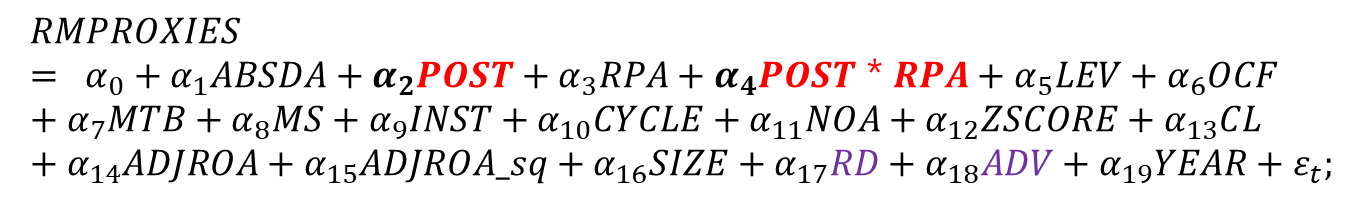 RMPROXIES
= α₀ + α₁ABSDA + α₂POST + α₃RPA + α₄POST * RPA + α₅LEV + α₆OCF
+ α₇MTB + α₈MS + α₉INST + α₁₀CYCLE + α₁₁NOA + α₁₂ZSCORE + α₁₃CL
+ α₁₄ADJROA + α₁₅ADJROA_sq + α₁₆SIZE + α₁₇RD + α₁₈ADV + α₁₉YEAR + εₜ;